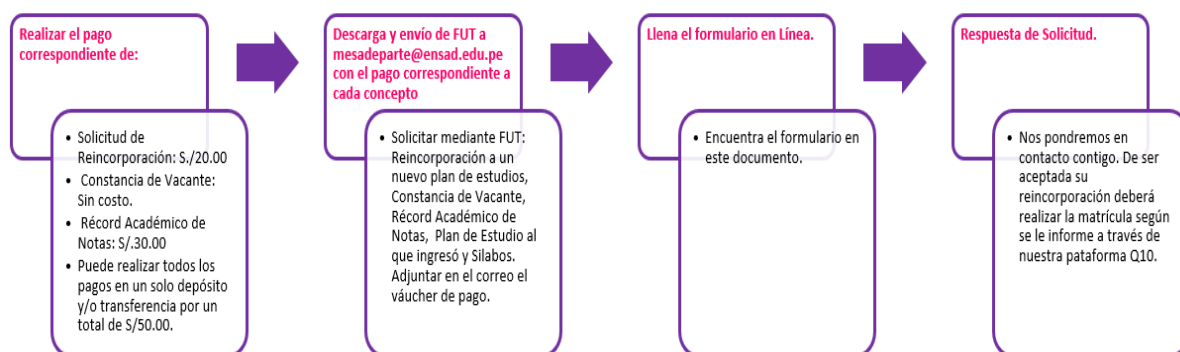 Realizar el pago
correspondiente de:
• Solicitud de
Reincorporación: S./20.00
• Constancia de Vacante:
Sin costo.
• Récord Académico de
Notas: S/.30.00
• Puede realizar todos los
pagos en un solo depósito
y/o transferencia por un
total de S/50.00.
Descarga y envío de FUT a
mesadeparte@ensad.edu.pe
con el pago correspondiente a
cada concepto
• Solicitar mediante FUT:
Reincorporación a un
nuevo plan de estudios,
Constancia de Vacante,
Récord Académico de
Notas, Plan de Estudio al
que ingresó y Silabos.
Adjuntar en el correo el
váucher de pago.
Llena el formulario en Línea.
• Encuentra el formulario en
este documento.
Respuesta de Solicitud.
• Nos pondremos en
contacto contigo. De ser
aceptada su
reincorporación deberá
realizar la matrícula según
se le informe a través de
nuestra pataforma Q10.